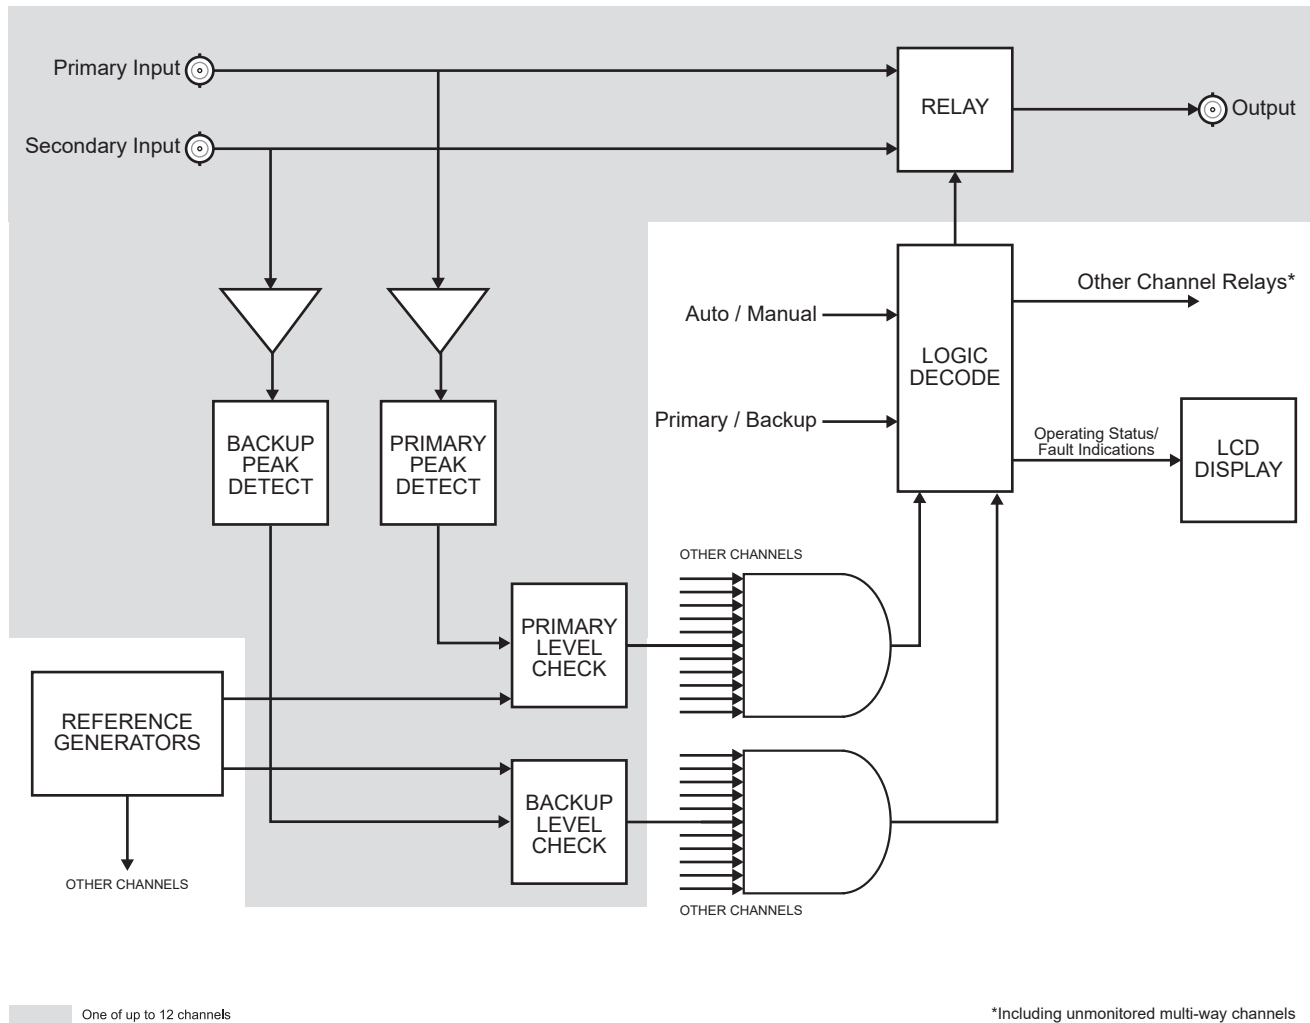 Primary Input
Secondary Input
RELAY
Output
Other Channel Relays*
Auto / Manual
LOGIC
DECODE
Primary / Backup
Operating Status/
Fault Indications
LCD
DISPLAY
BACKUP
PEAK
DETECT
PRIMARY
PEAK
DETECT
OTHER CHANNELS
PRIMARY
LEVEL
CHECK
REFERENCE
GENERATORS
BACKUP
LEVEL
CHECK
OTHER CHANNELS
OTHER CHANNELS
One of up to 12 channels
*Including unmonitored multi-way channels